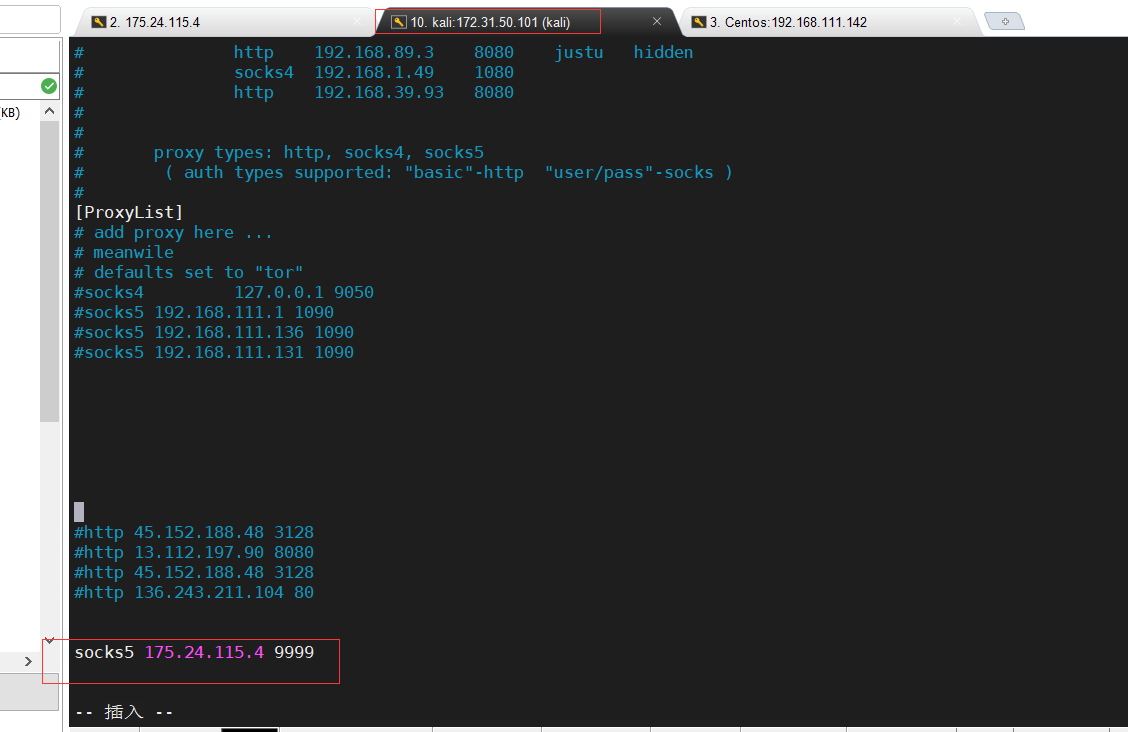 2. 175.24.115.4
10. kali:172.31.50.101 (kali)
3. Centos:192.168.111.142
KB)
# http 192.168.89.3 8080 justu hidden
# socks4 192.168.1.49 1080
# http 192.168.39.93 8080
#
#
# proxy types: http, socks4, socks5
# ( auth types supported: "basic"-http "user/pass"-socks )
#
[ProxyList]
# add proxy here ...
# meanwile
# defaults set to "tor"
#socks4 127.0.0.1 9050
#socks5 192.168.111.1 1090
#socks5 192.168.111.136 1090
#socks5 192.168.111.131 1090
#http 45.152.188.48 3128
#http 13.112.197.90 8080
#http 45.152.188.48 3128
#http 136.243.211.104 80
socks5 175.24.115.4 9999
-- 插入 --